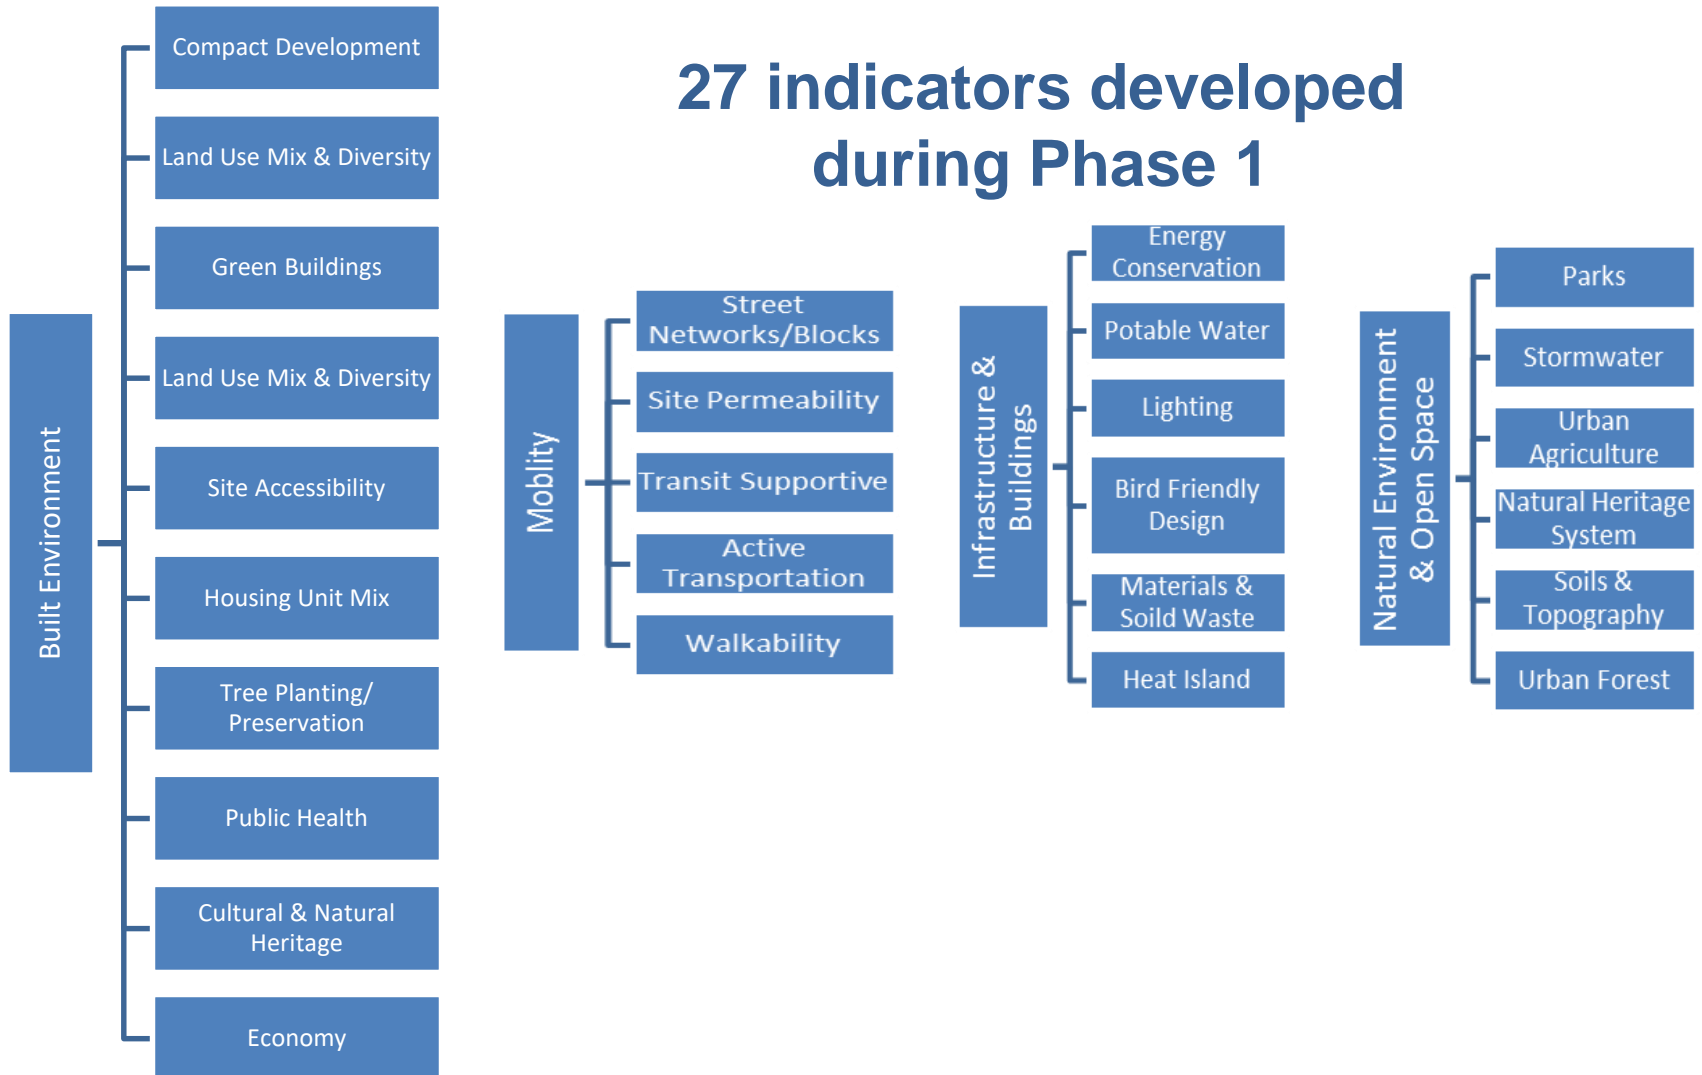 27 indicators developed
during Phase 1
Built Environment
Compact Development
Land Use Mix & Diversity
Green Buildings
Land Use Mix & Diversity
Site Accessibility
Housing Unit Mix
Tree Planting/
Preservation
Public Health
Cultural & Natural
Heritage
Economy
Moblity
Street
Networks/Blocks
Site Permeability
Transit Supportive
Active
Transportation
Walkability
Infrastructure &
Buildings
Energy
Conservation
Potable Water
Lighting
Bird Friendly
Design
Materials &
Soild Waste
Heat Island
Natural Environment
& Open Space
Parks
Stormwater
Urban
Agriculture
Natural Heritage
System
Soils &
Topography
Urban Forest